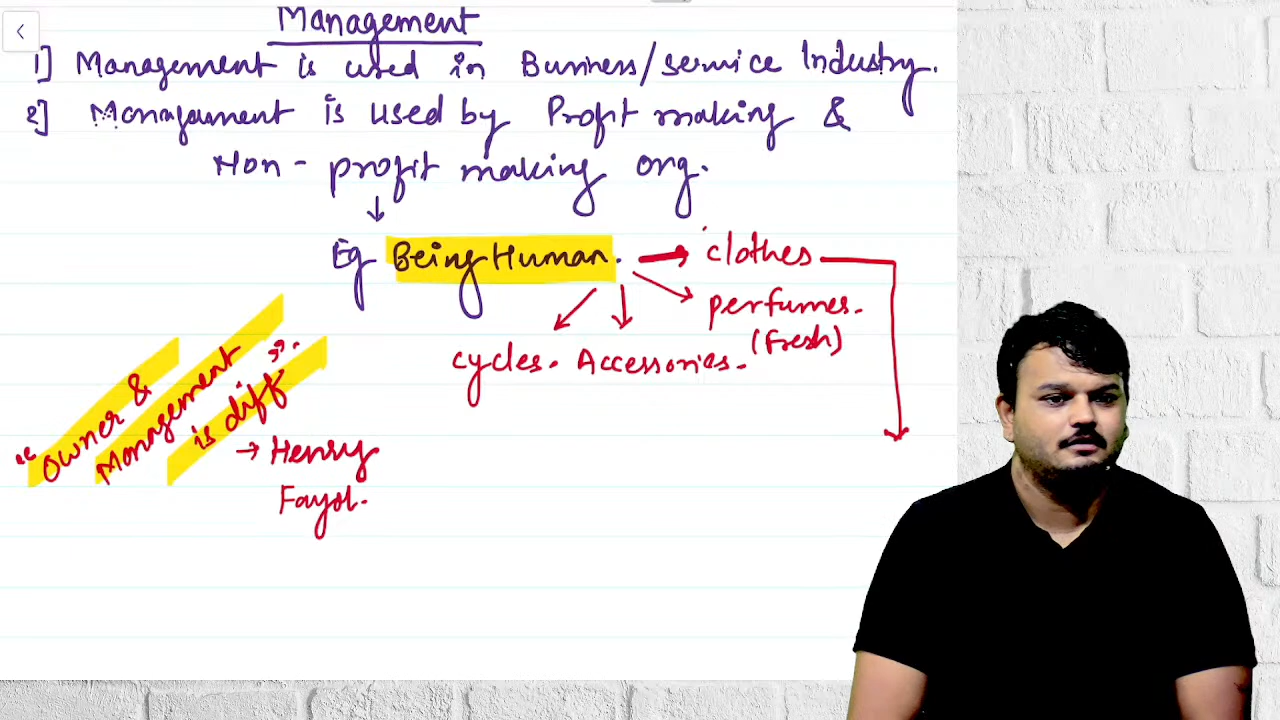 Management
1] Management is used in Business/service Industry.
2] Management is used by Profit making &
Non - profit making org.
Eg Being Human. → clothes
perfumes.
(Fresh)
cycles. Accessories.
"Owner &
Management
is diff".
→ Henry
Fayol.